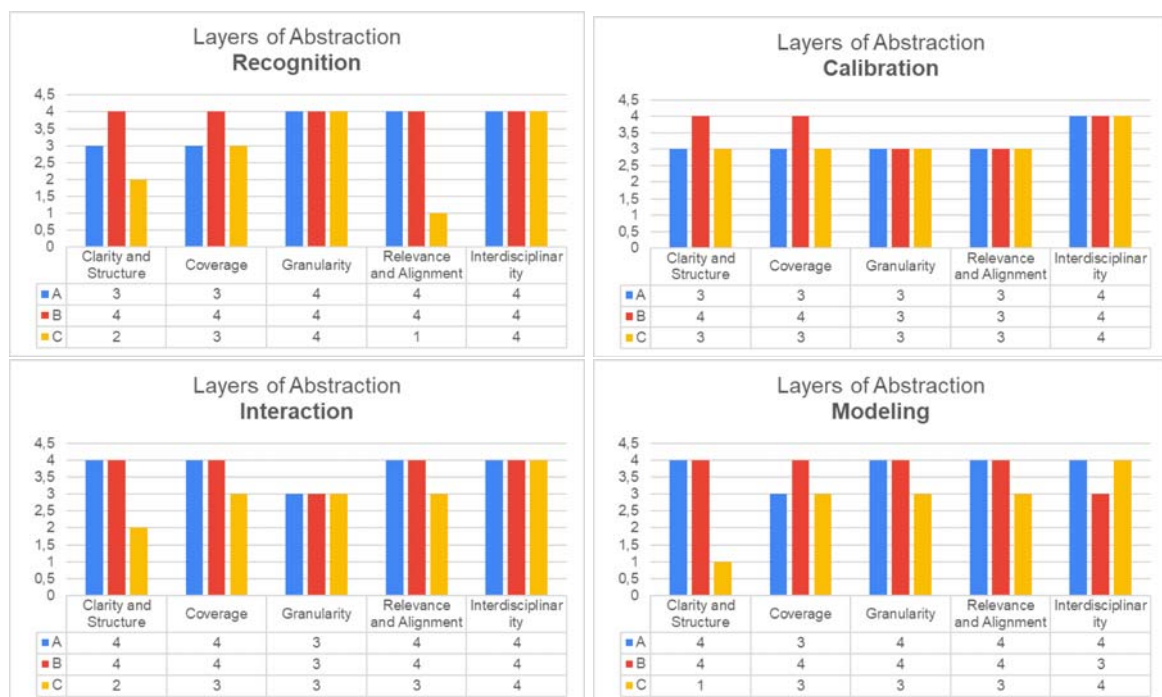 Layers of Abstraction
Recognition
4,5
4
3,5
3
2,5
2
1,5
1
0,5
0
Clarity and Structure Coverage Granularity Relevance and Alignment Interdisciplinar ity
A 3 3 4 4 4
B 4 4 4 4 4
C 2 3 4 1 4
Layers of Abstraction
Calibration
4,5
4
3,5
3
2,5
2
1,5
1
0,5
0
Clarity and Structure Coverage Granularity Relevance and Alignment Interdisciplinar ity
A 3 3 3 3 4
B 4 4 3 3 4
C 3 3 3 3 4
Layers of Abstraction
Interaction
4,5
4
3,5
3
2,5
2
1,5
1
0,5
0
Clarity and Structure Coverage Granularity Relevance and Alignment Interdisciplinar ity
A 4 4 3 4 4
B 4 4 3 4 4
C 2 3 3 3 4
Layers of Abstraction
Modeling
4,5
4
3,5
3
2,5
2
1,5
1
0,5
0
Clarity and Structure Coverage Granularity Relevance and Alignment Interdisciplinar ity
A 4 3 4 4 4
B 4 4 4 4 3
C 1 3 3 3 4